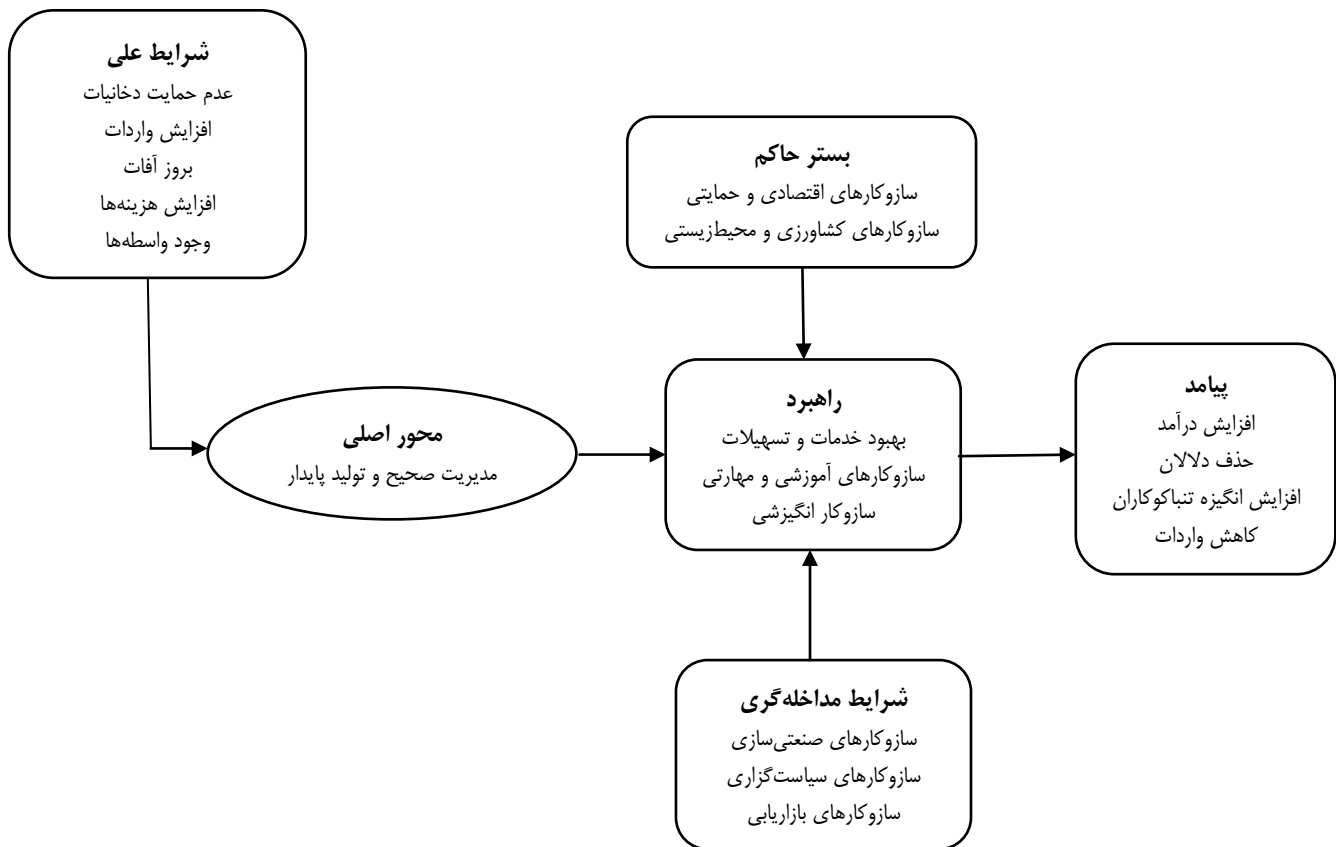 شرایط علی
عدم حمایت دخانیات
افزایش واردات
بروز آفات
افزایش هزینه‌ها
وجود واسطه‌ها
بستر حاکم
سازوکارهای اقتصادی و حمایتی
سازوکارهای کشاورزی و محیط‌زیستی
محور اصلی
مدیریت صحیح و تولید پایدار
راهبرد
بهبود خدمات و تسهیلات
سازوکارهای آموزشی و مهارتی
سازوکار انگیزشی
پیامد
افزایش درآمد
حذف دلالان
افزایش انگیزه تنباکوکاران
کاهش واردات
شرایط مداخله‌گری
سازوکارهای صنعتی‌سازی
سازوکارهای سیاست‌گزاری
سازوکارهای بازاریابی